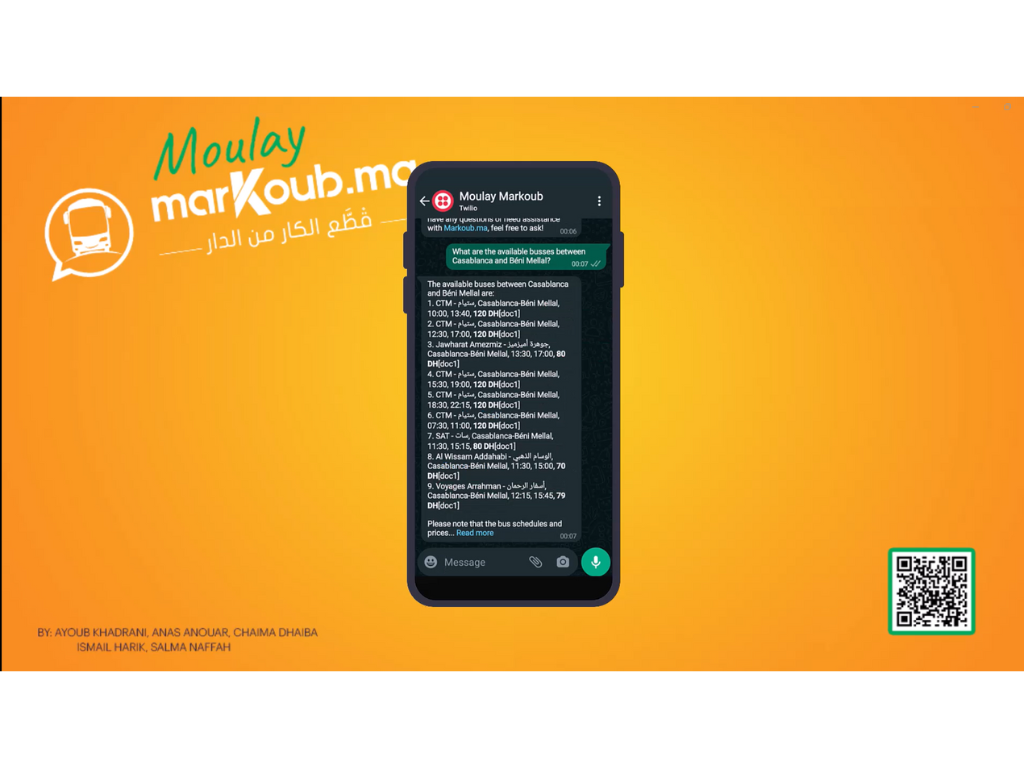 Moulay
marKoub.ma
قطَّع الكار من الدار
Moulay Markoub
Twilio
have any questions or need assistance
with Markoub.ma, feel free to ask!
00:06
What are the available busses between
Casablanca and Béni Mellal?
00:07
The available buses between Casablanca
and Béni Mellal are:
1. CTM - ستيام, Casablanca-Béni Mellal,
10:00, 13:40, 120 DH[doc1]
2. CTM - ستيام, Casablanca-Béni Mellal,
12:30, 17:00, 120 DH[doc1]
3. Jawharat Amezmiz - جوهرة أميزميز,
Casablanca-Béni Mellal, 13:30, 17:00, 80
DH[doc1]
4. CTM - ستيام, Casablanca-Béni Mellal,
15:30, 19:00, 120 DH[doc1]
5. CTM - ستيام, Casablanca-Béni Mellal,
18:30, 22:15, 120 DH[doc1]
6. CTM - ستيام, Casablanca-Béni Mellal,
07:30, 11:00, 120 DH[doc1]
7. SAT - سات, Casablanca-Béni Mellal,
11:30, 15:15, 80 DH[doc1]
8. Al Wissam Addahabi - الوسام الذهبي,
Casablanca-Béni Mellal, 11:30, 15:00, 70
DH[doc1]
9. Voyages Arrahman - أسفار الرحمان,
Casablanca-Béni Mellal, 12:15, 15:45, 79
DH[doc1]
Please note that the bus schedules and
prices... Read more
00:07
Message
BY: AYOUB KHADRANI, ANAS ANOUAR, CHAIMA DHAIBA
ISMAIL HARIK, SALMA NAFFAH